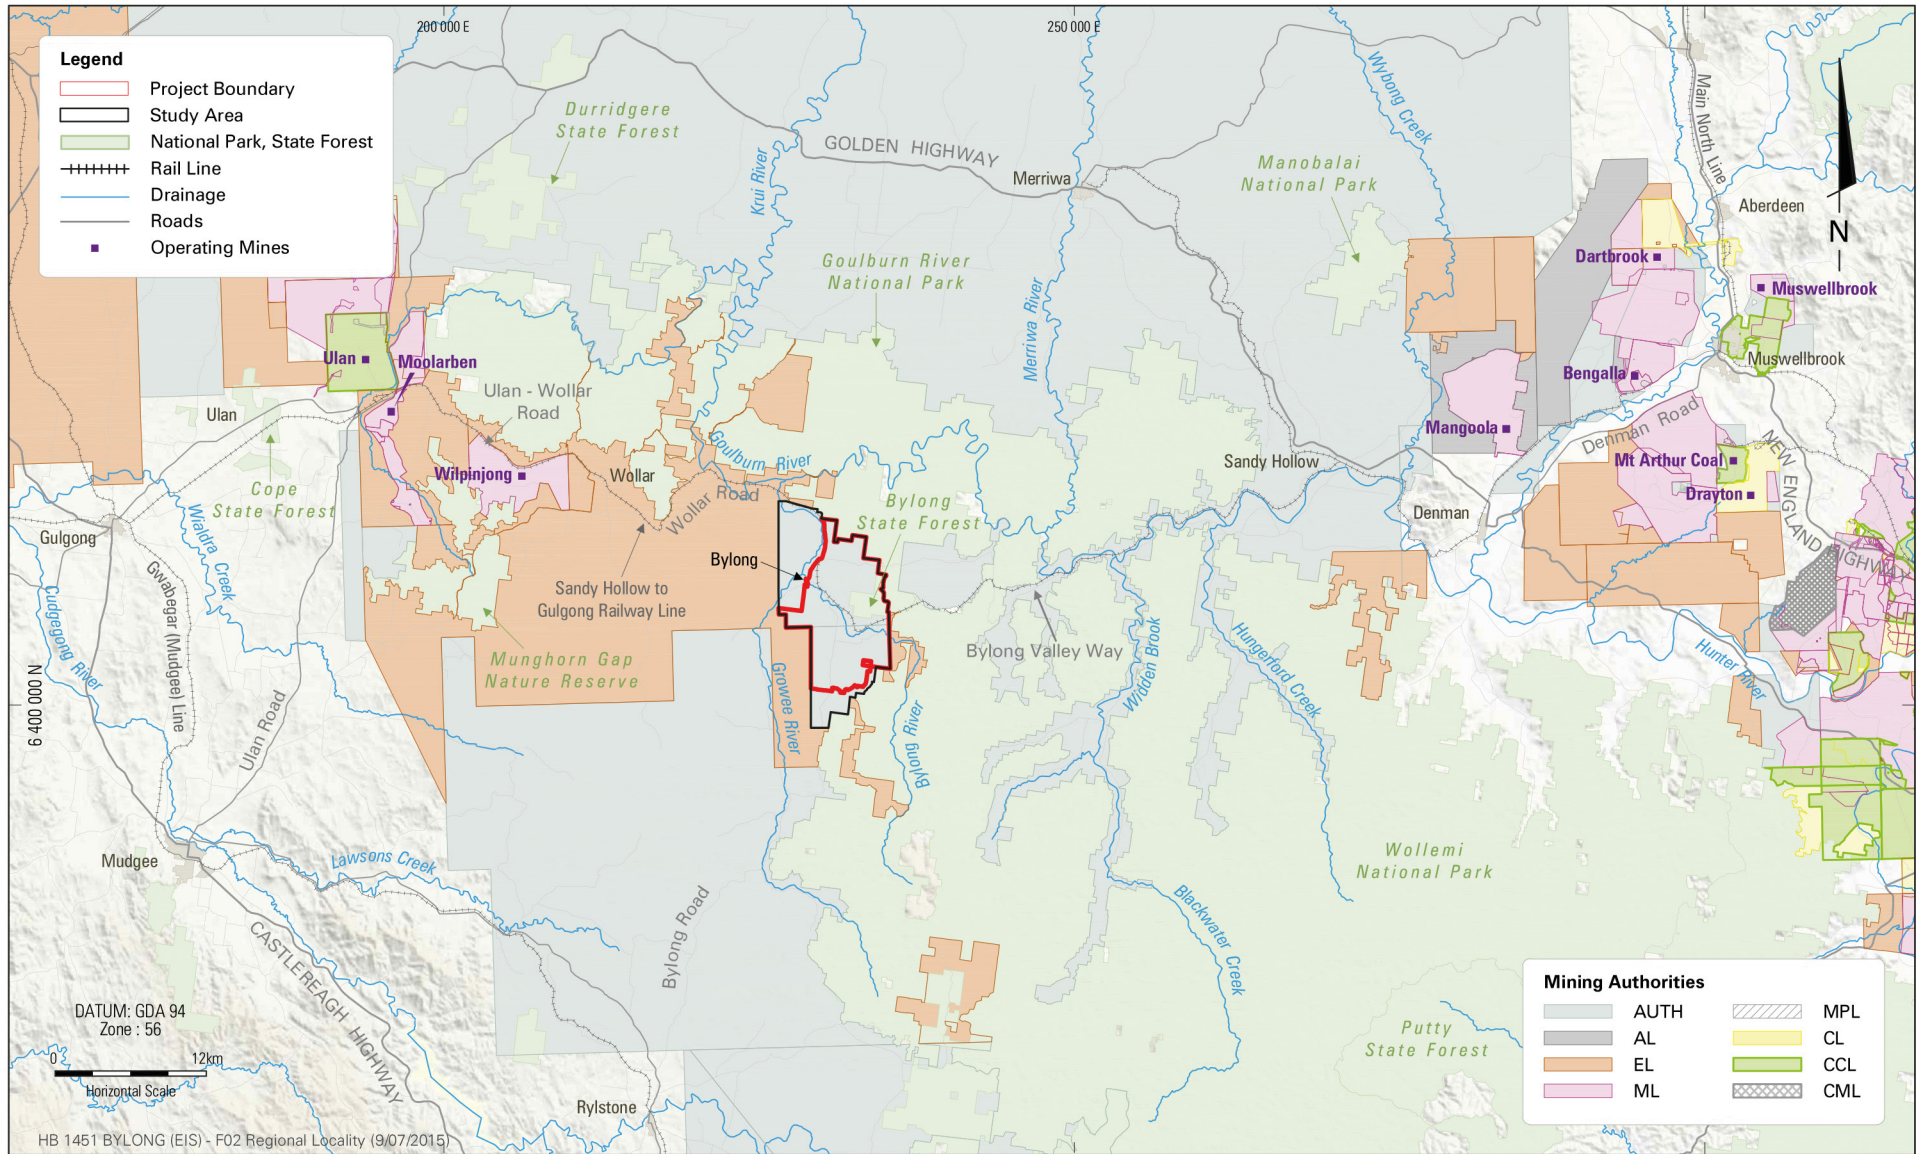 200 000 E
250 000 E
Legend
Project Boundary
Study Area
National Park, State Forest
Rail Line
Drainage
Roads
Operating Mines
Durridgere
State Forest
Krui River
GOLDEN HIGHWAY
Merriwa
Wybong Creek
Manobalai
National Park
Main North Line
Aberdeen
N
Dartbrook
Muswellbrook
Muswellbrook
Goulburn River
National Park
Merriwa River
Ulan
Moolarben
Ulan - Wollar
Road
Ulan
Bengalla
Denman Road
Mangoola
NEW ENGLAND HIGHWAY
Mt Arthur Coal
Drayton
Goulburn River
Sandy Hollow
Wilpinjong
Wollar
Wollar Road
Cope
State Forest
Bylong
State Forest
Denman
Gulgong
Wialdra Creek
Bylong
Sandy Hollow to
Gulgong Railway Line
Gwabegar (Mudgee) Line
Cudgegong River
Bylong Valley Way
Widden Brook
Hungerford Creek
Hunter River
Munghorn Gap
Nature Reserve
Growee River
Bylong River
6 400 000 N
Ulan Road
Mudgee
Lawsons Creek
Wollemi
National Park
Bylong Road
Blackwater Creek
CASTLEREAGH HIGHWAY
Putty
State Forest
DATUM: GDA 94
Zone : 56
0 12km
Horizontal Scale
Rylstone
HB 1451 BYLONG (EIS) - F02 Regional Locality (9/07/2015)
Mining Authorities
AUTH
AL
EL
ML
MPL
CL
CCL
CML